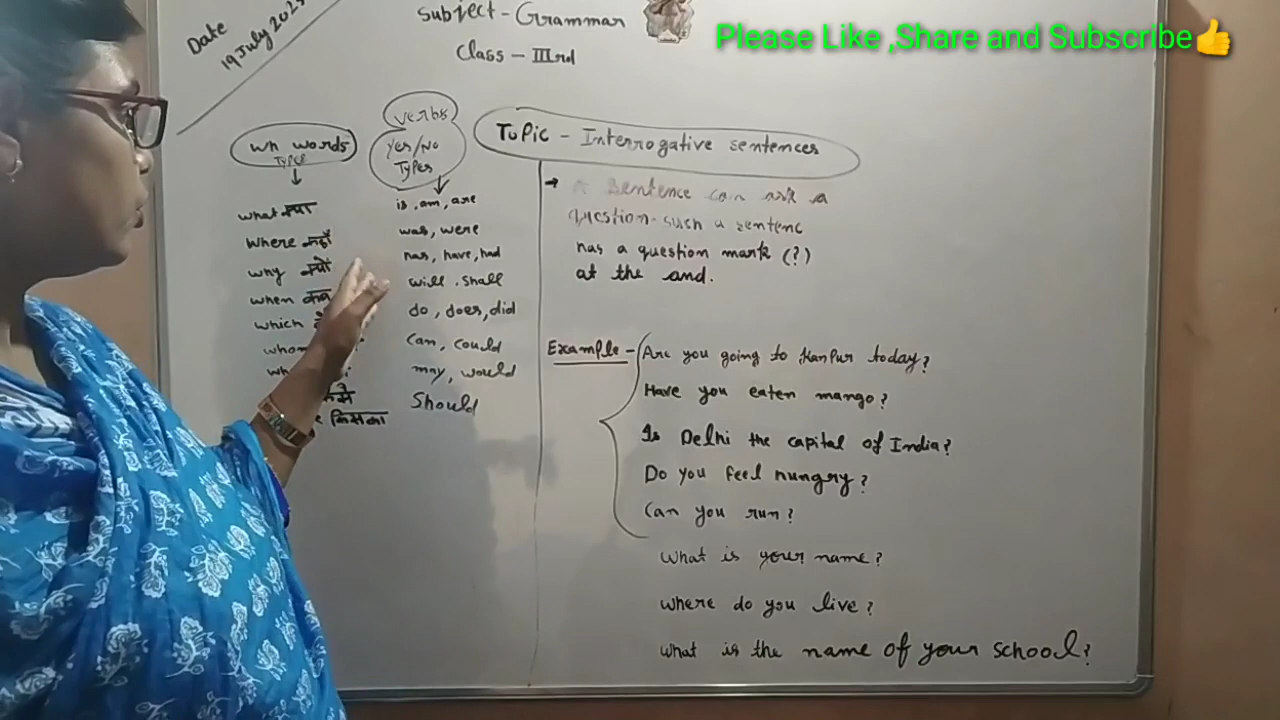 Date
19 July 202
Subject - Grammar
Class - IIIrd
Please Like ,Share and Subscribe👍
wh words
Type
verbs
Yes/No
Types
Topic - Interrogative sentences
what क्या
where कहाँ
why क्यों
when कब
which
whom
is, am, are
was, were
has, have, had
will, shall
do, does, did
can, could
may, would
Should
→ A Sentence can ask a
question. such a sentenc
has a question mark (?)
at the and.
Example - Are you going to Kanpur today?
Have you eaten mango?
Is Delhi the capital of India?
Do you feel hungry?
Can you run?
What is your name?
where do you live?
what is the name of your school?